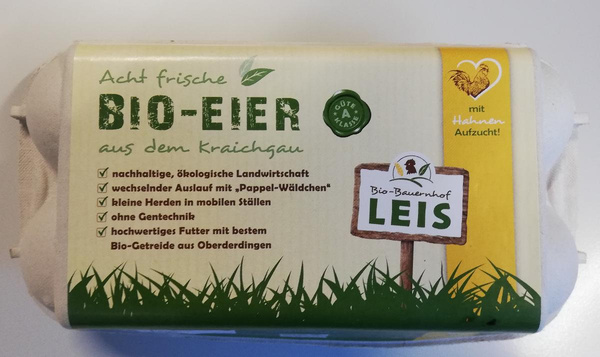 Acht frische
BIO-EIER
aus dem Kraichgau
GÜTE
A
KLASSE
nachhaltige, ökologische Landwirtschaft
wechselnder Auslauf mit „Pappel-Wäldchen"
kleine Herden in mobilen Ställen
ohne Gentechnik
hochwertiges Futter mit bestem
Bio-Getreide aus Oberderdingen
Bio-Bauernhof
LEIS
mit
Hahnen
Aufzucht!